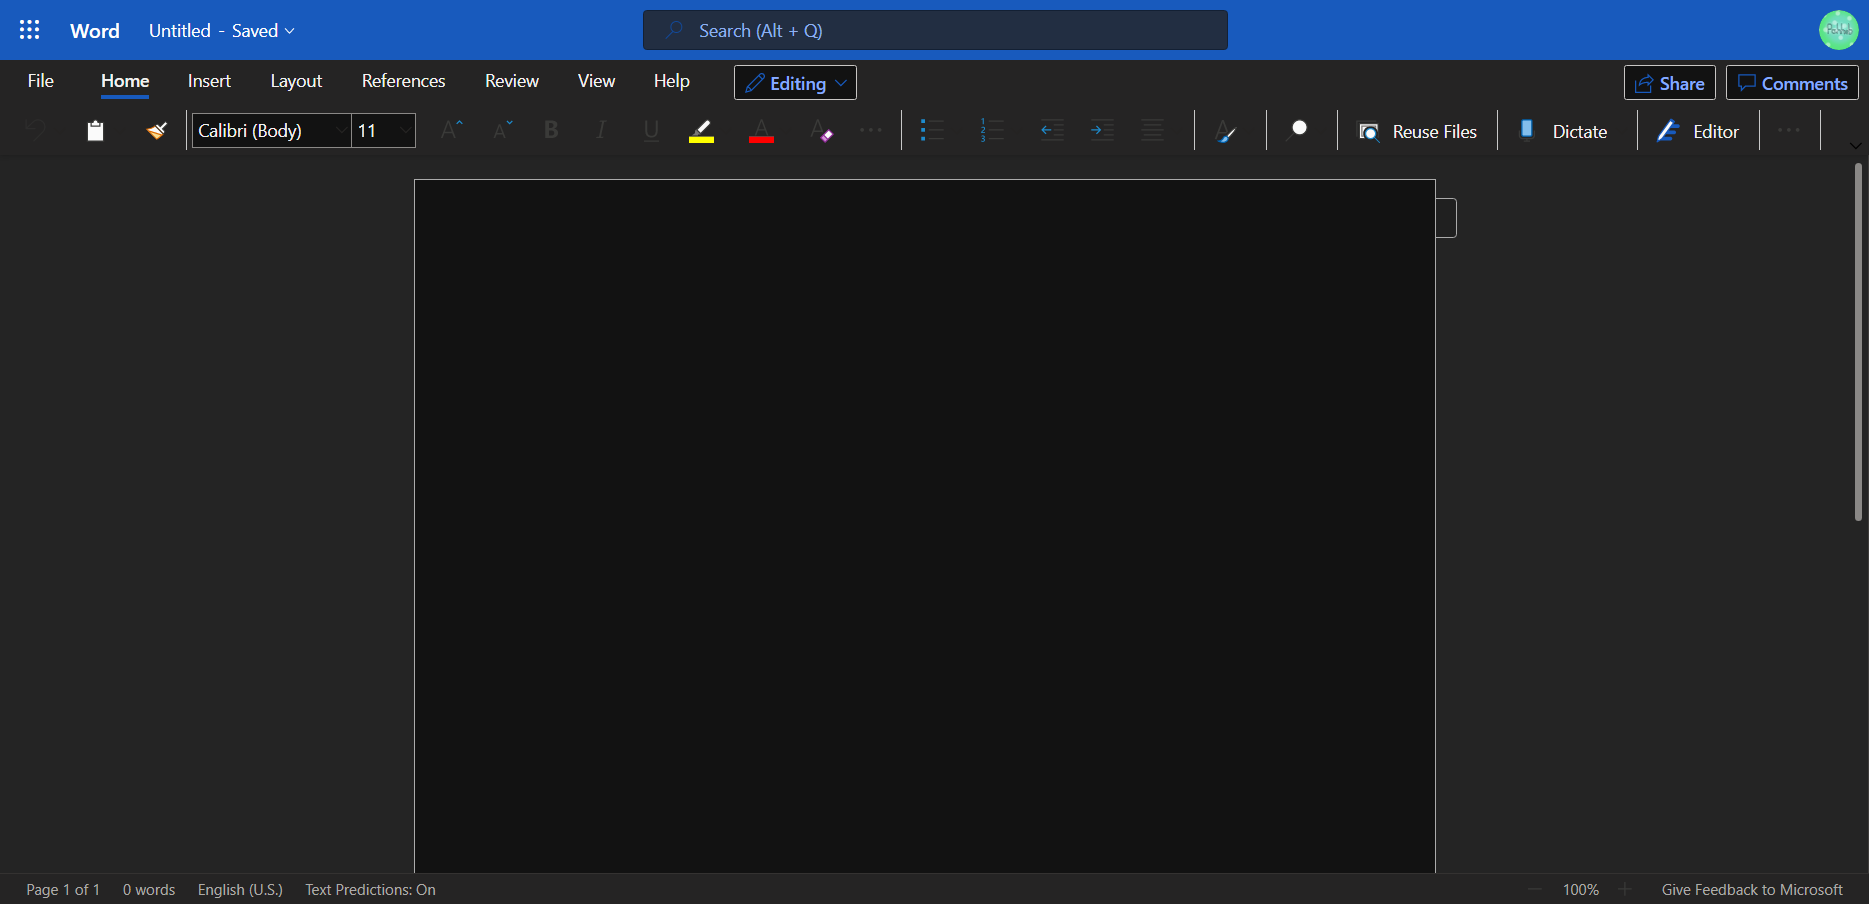 Word Untitled - Saved Search (Alt + Q)
File Home Insert Layout References Review View Help Editing Share Comments
Calibri (Body) 11 Reuse Files Dictate Editor
Page 1 of 1 0 words English (U.S.) Text Predictions: On 100% Give Feedback to Microsoft